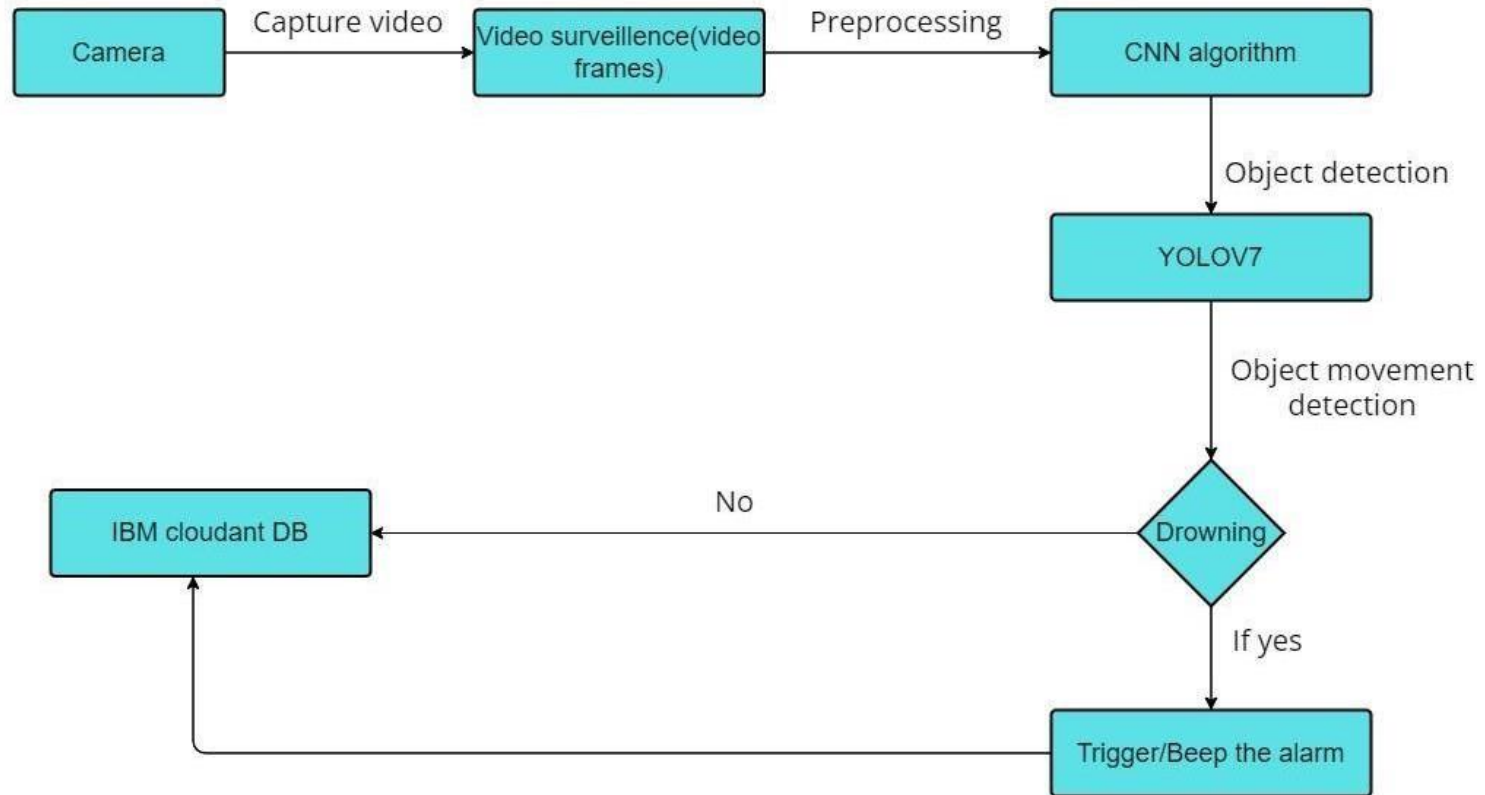 Camera
Capture video
Video surveillence(video
frames)
Preprocessing
CNN algorithm
Object detection
YOLOV7
Object movement
detection
Drowning
No
IBM cloudant DB
If yes
Trigger/Beep the alarm